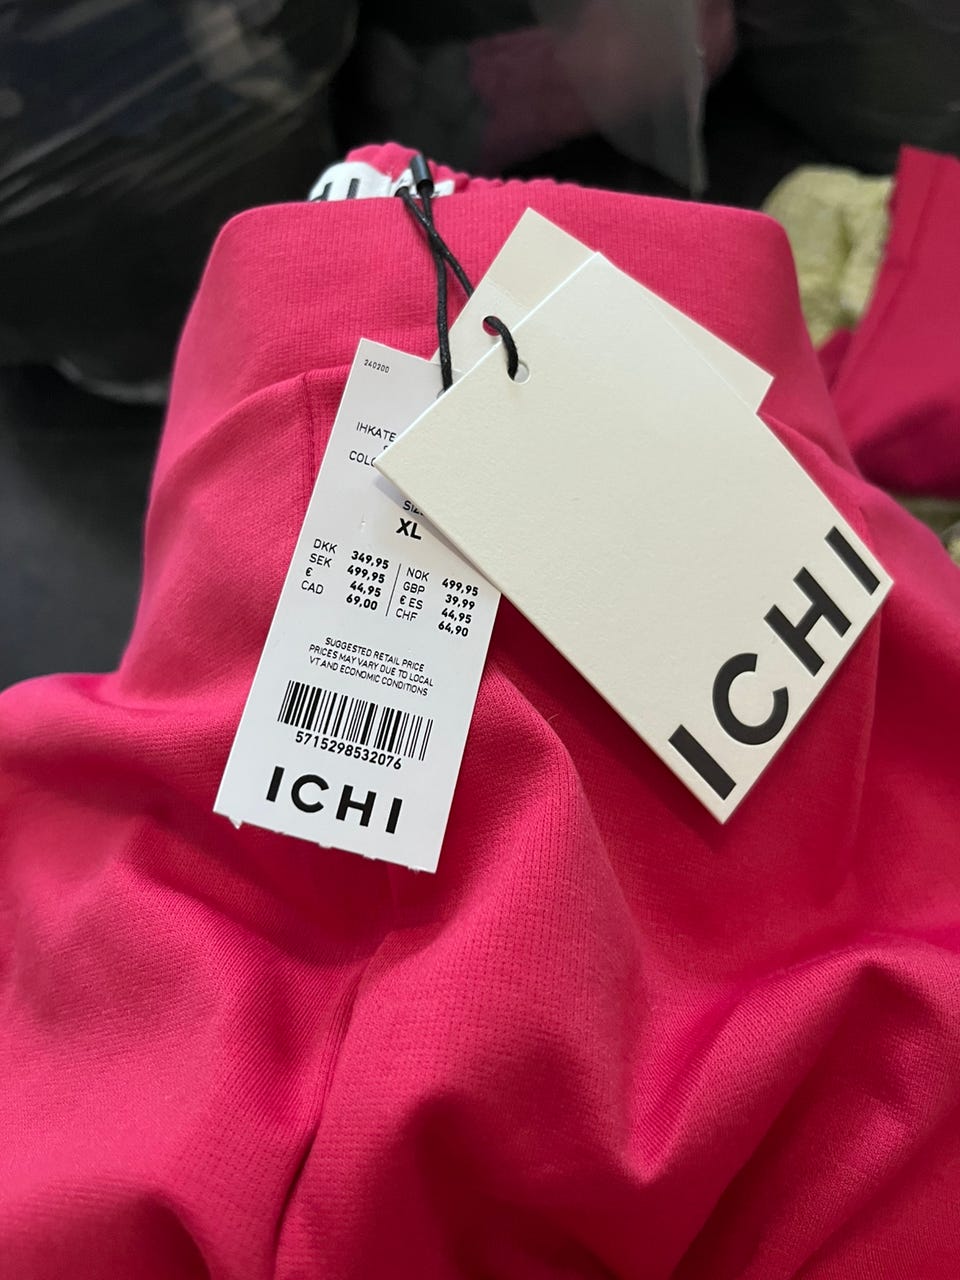 240200
IHKATE
SIZE
XL
DKK 349,95
SEK 499,95
€ 44,95
CAD 69,00
NOK 499,95
GBP 39,99
€ ES 44,95
CHF 64,90
SUGGESTED RETAIL PRICE
PRICES MAY VARY DUE TO LOCAL
VT AND ECONOMIC CONDITIONS
5715298532076
ICHI
ICHI